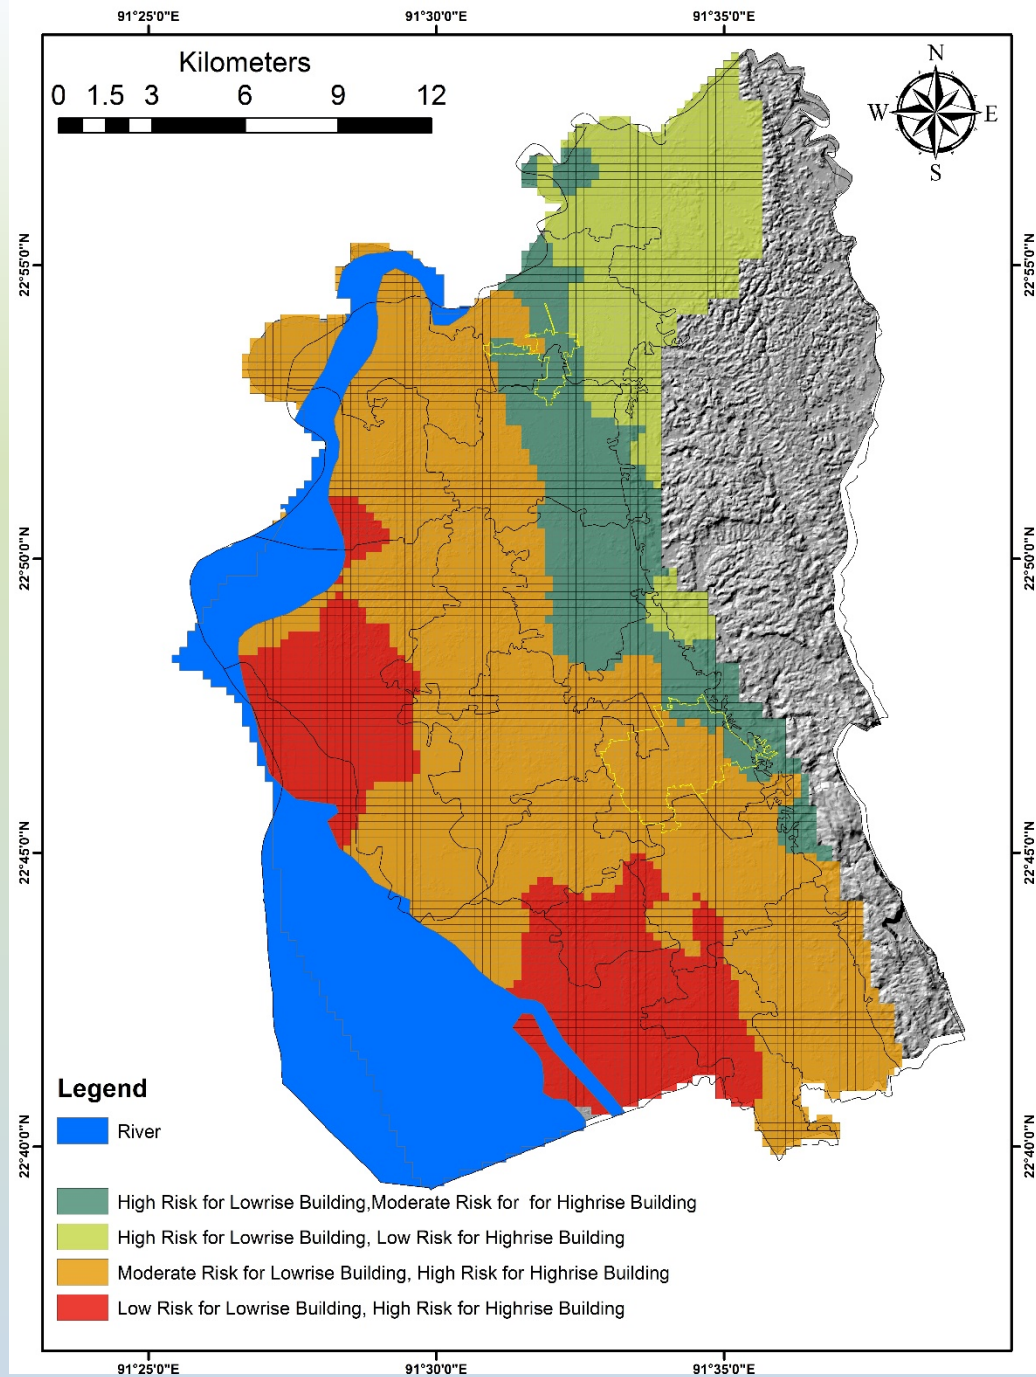 91°25'0"E 91°30'0"E 91°35'0"E
Kilometers
0 1.5 3 6 9 12
N
W E
S
22°55'0"N 22°55'0"N
22°50'0"N 22°50'0"N
22°45'0"N 22°45'0"N
22°40'0"N 22°40'0"N
Legend
River
High Risk for Lowrise Building,Moderate Risk for for Highrise Building
High Risk for Lowrise Building, Low Risk for Highrise Building
Moderate Risk for Lowrise Building, High Risk for Highrise Building
Low Risk for Lowrise Building, High Risk for Highrise Building
91°25'0"E 91°30'0"E 91°35'0"E